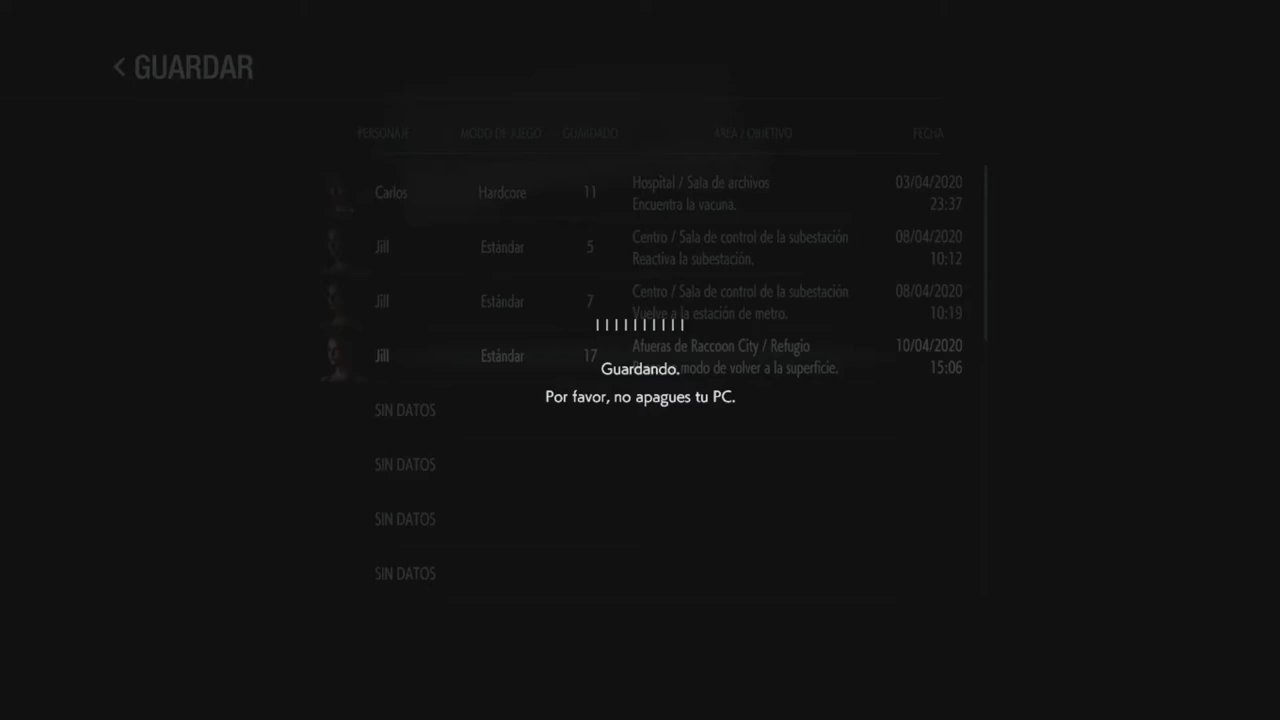 < GUARDAR
PERSONAJE MODO DE JUEGO GUARDADO ÁREA / OBJETIVO FECHA
Carlos Hardcore 11 Hospital / Sala de archivos 03/04/2020
Encuentra la vacuna. 23:37
Jill Estándar 5 Centro / Sala de control de la subestación 08/04/2020
Reactiva la subestación. 10:12
Jill Estándar 7 Centro / Sala de control de la subestación 08/04/2020
Vuelve a la estación de metro. 10:19
Jill Estándar 17 Afueras de Raccoon City / Refugio 10/04/2020
modo de volver a la superficie. 15:06
Guardando.
Por favor, no apagues tu PC.
SIN DATOS
SIN DATOS
SIN DATOS
SIN DATOS